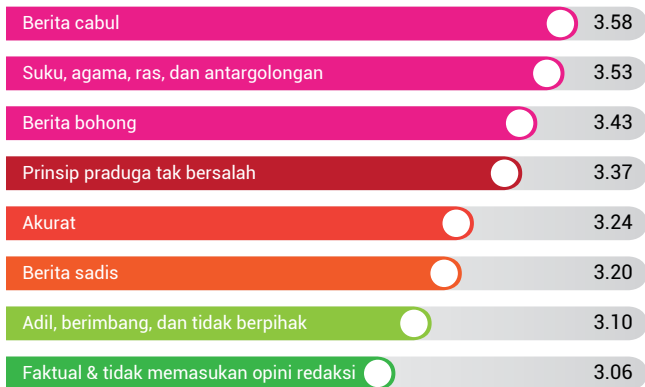 Berita cabul 3.58
Suku, agama, ras, dan antargolongan 3.53
Berita bohong 3.43
Prinsip praduga tak bersalah 3.37
Akurat 3.24
Berita sadis 3.20
Adil, berimbang, dan tidak berpihak 3.10
Faktual & tidak memasukan opini redaksi 3.06